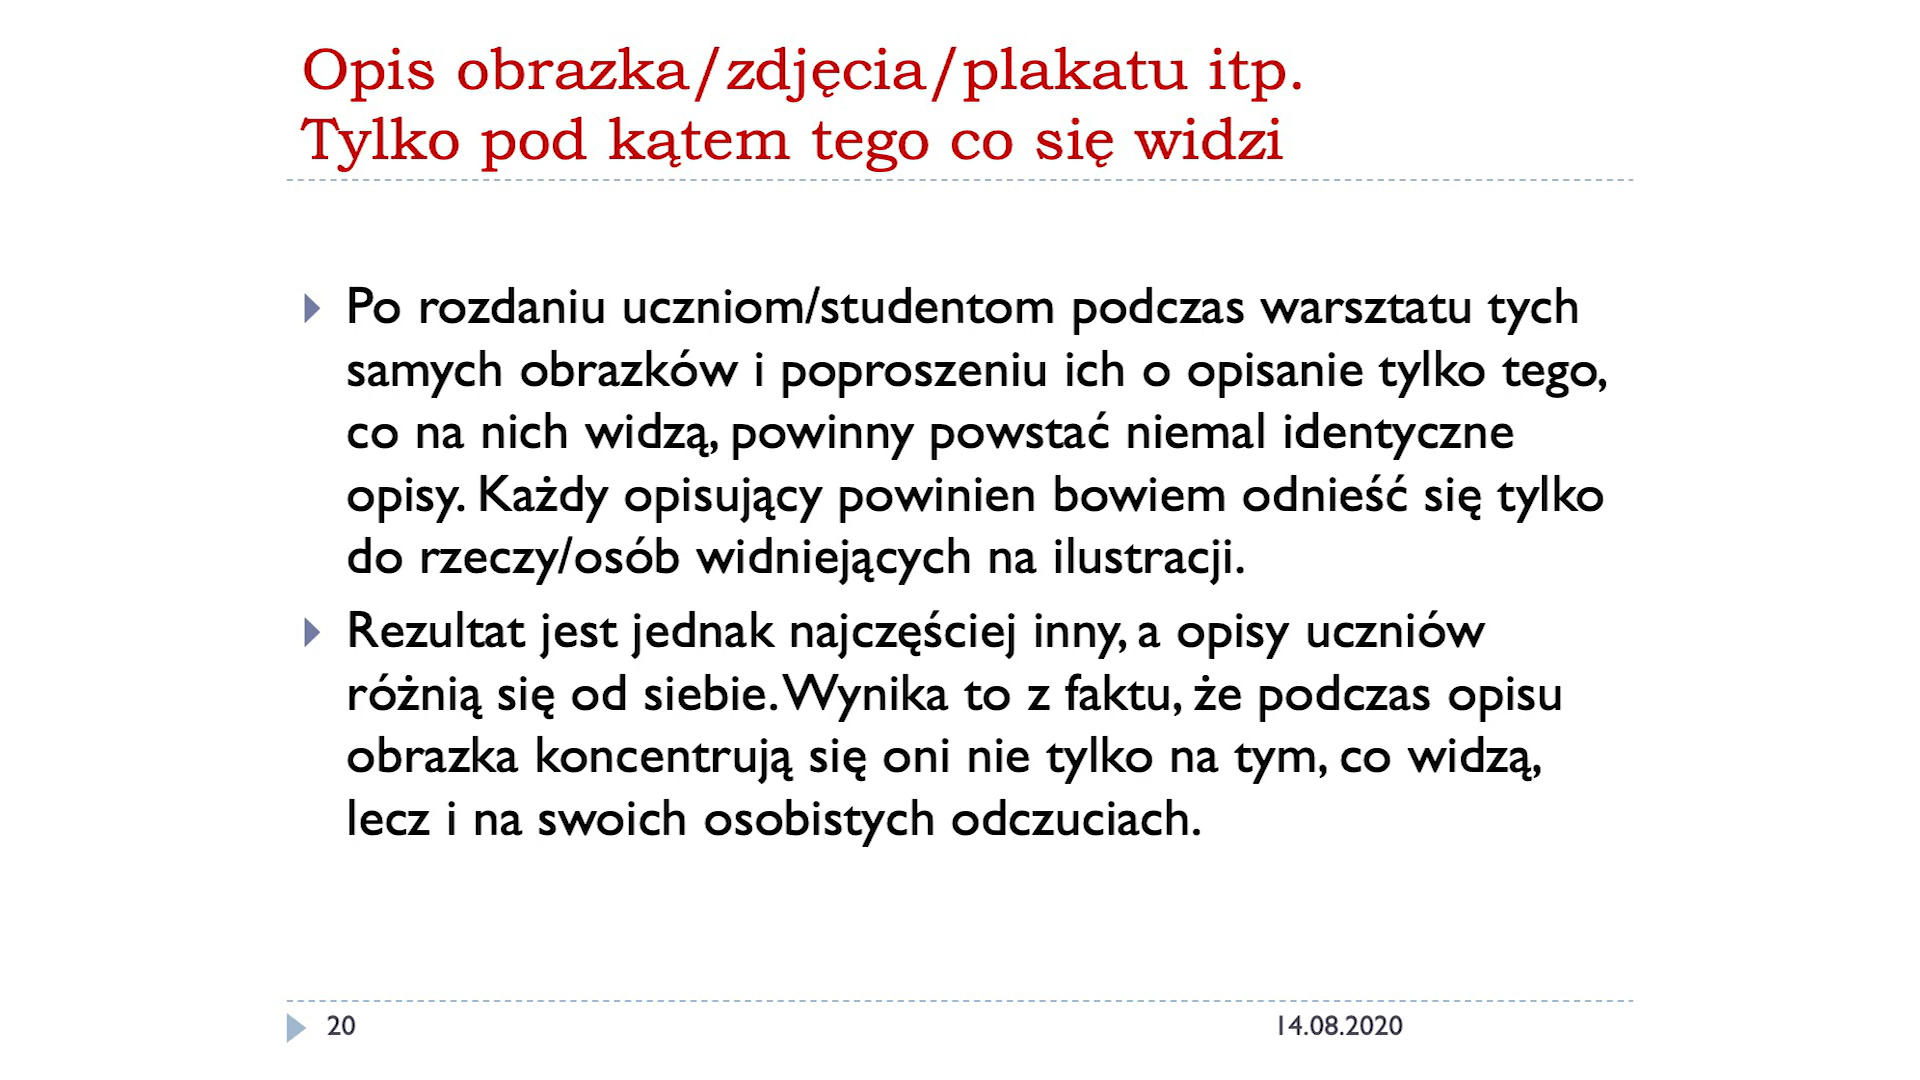 Opis obrazka/zdjęcia/plakatu itp.
Tylko pod kątem tego co się widzi
Po rozdaniu uczniom/studentom podczas warsztatu tych
samych obrazków i poproszeniu ich o opisanie tylko tego,
co na nich widzą, powinny powstać niemal identyczne
opisy. Każdy opisujący powinien bowiem odnieść się tylko
do rzeczy/osób widniejących na ilustracji.
Rezultat jest jednak najczęściej inny, a opisy uczniów
różnią się od siebie. Wynika to z faktu, że podczas opisu
obrazka koncentrują się oni nie tylko na tym, co widzą,
lecz i na swoich osobistych odczuciach.
20
14.08.2020